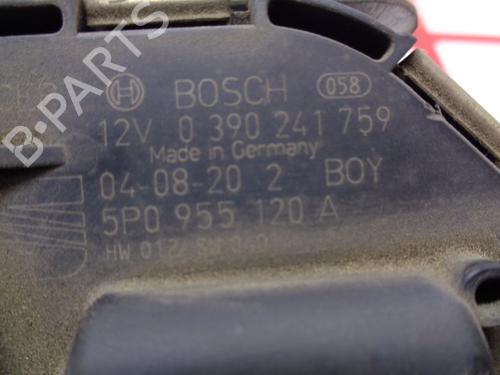 BOSCH 058
12V 0 390 241 759
Made in Germany
04-08-20 2 BOY
5P0 955 120 A
HW
B-PARTS